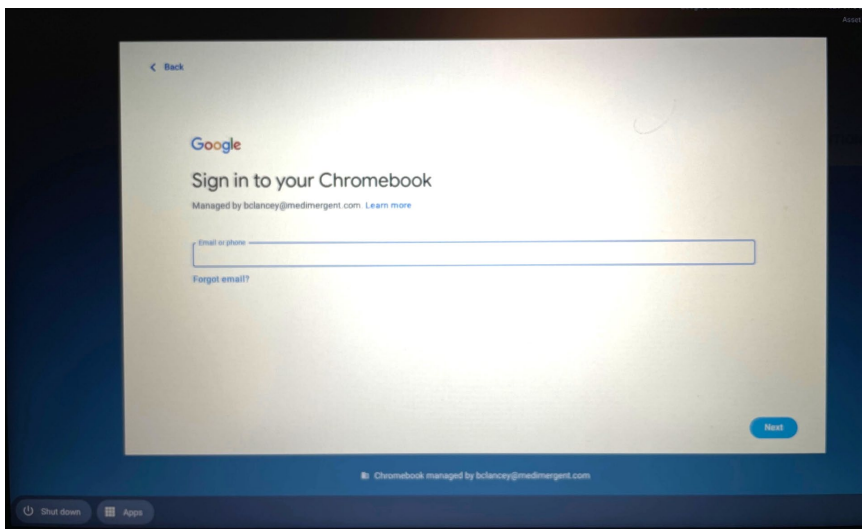 Asset
Back
Google
Sign in to your Chromebook
Managed by bclancey@medimergent.com Learn more
Email or phone
Forgot email?
Next
Chromebook managed by bclancey@medimergent.com
Shut down
Apps